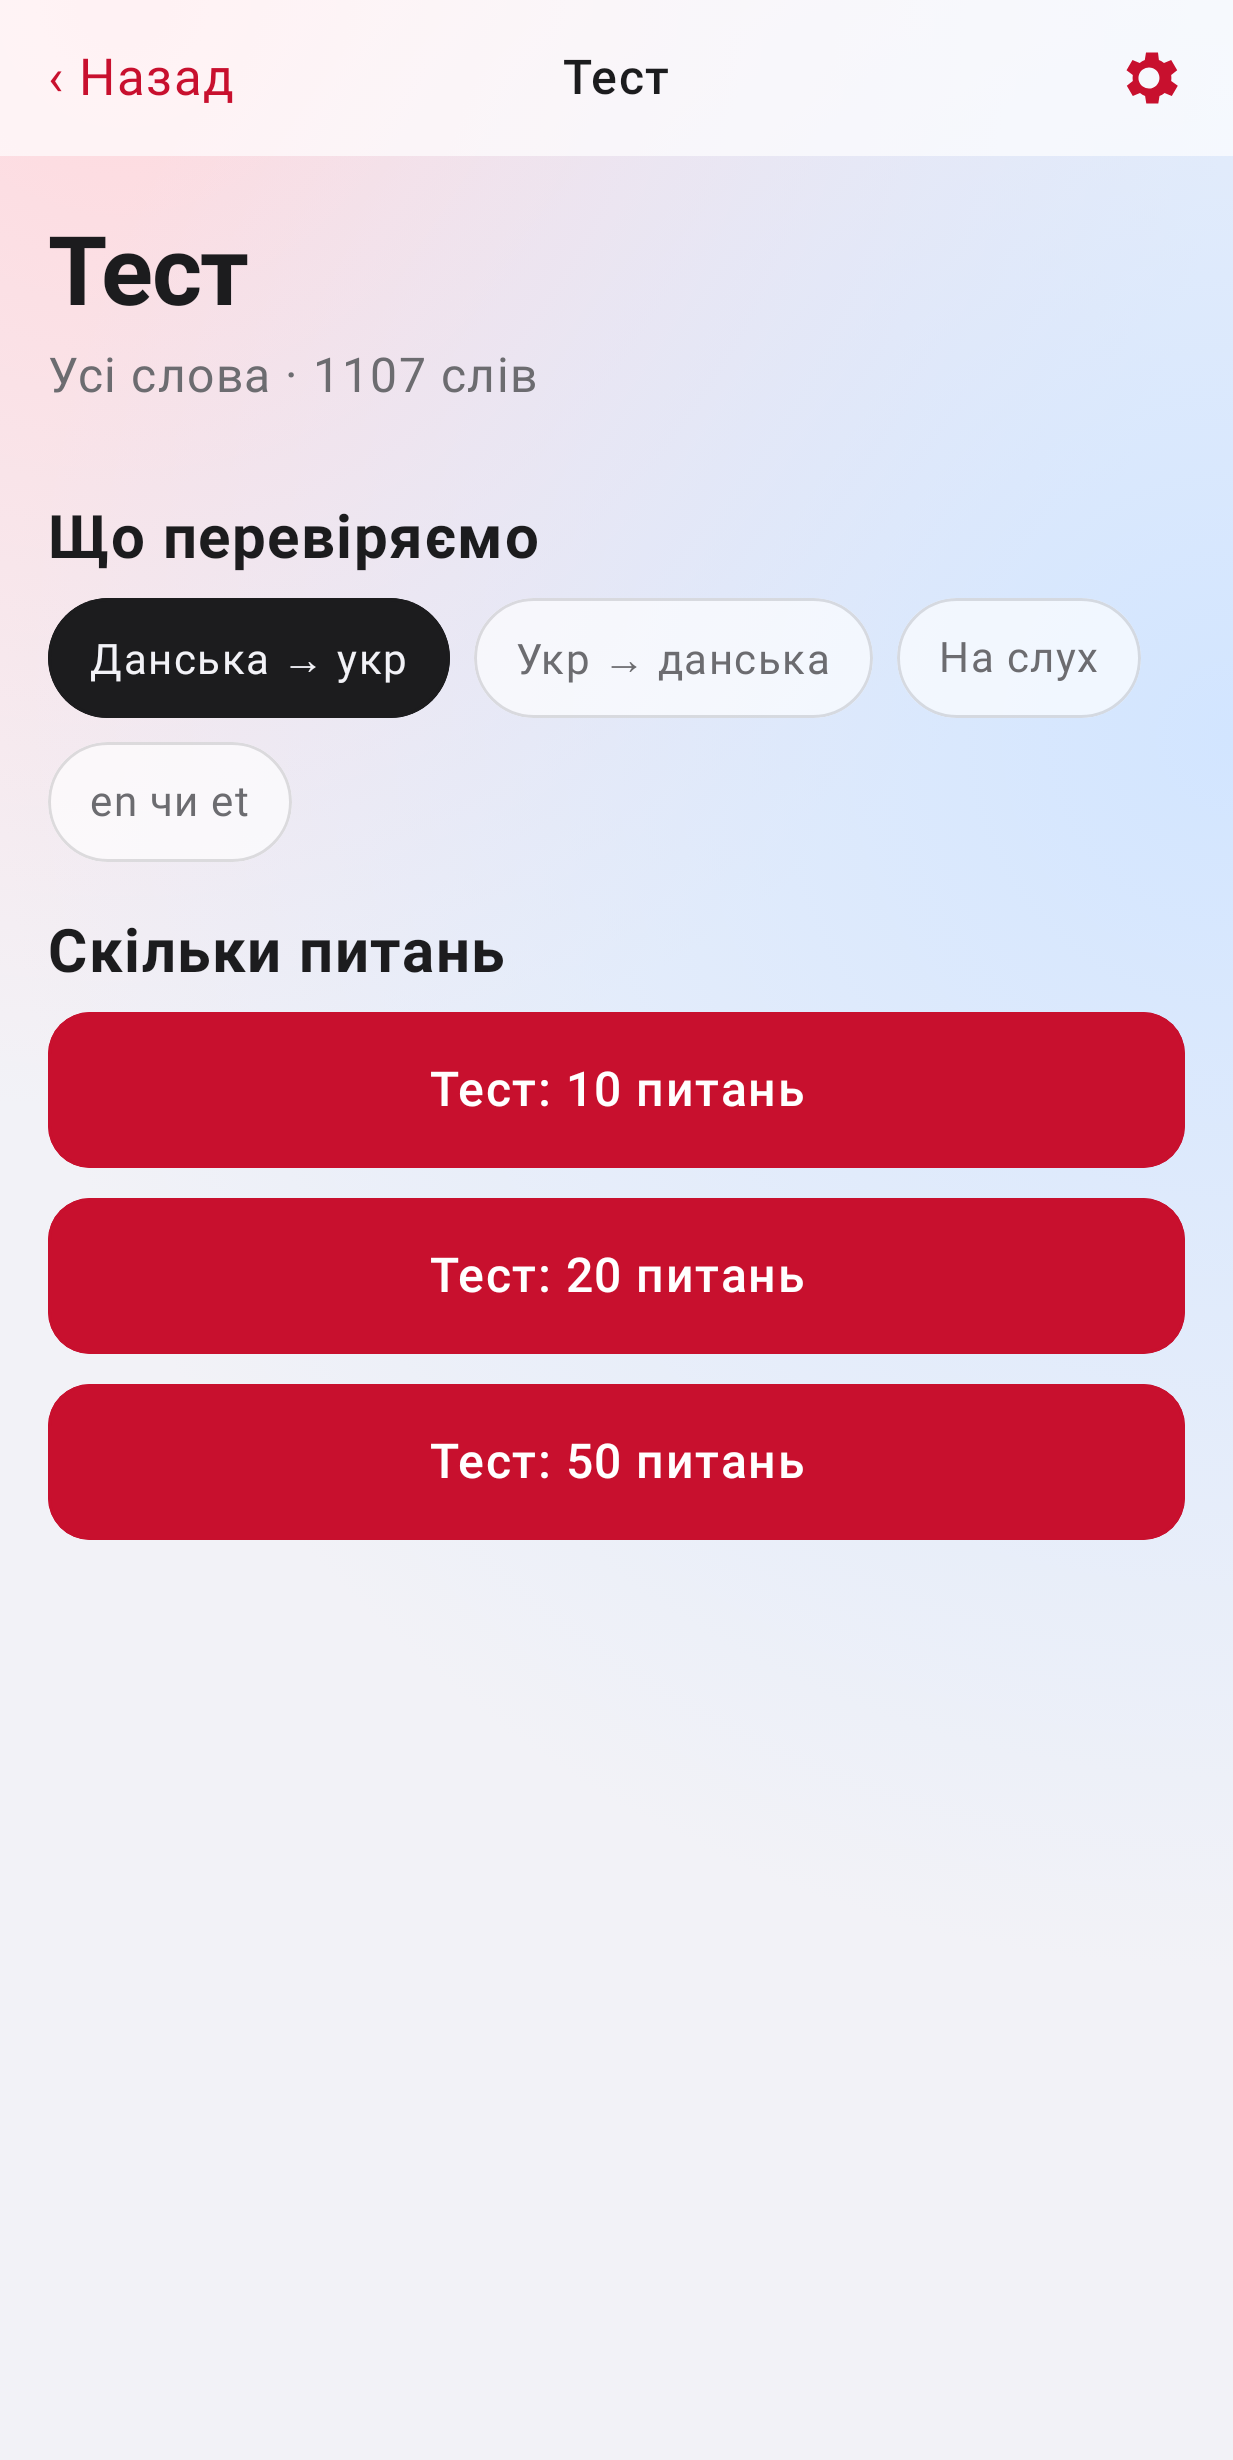 ‹ Назад
Тест
Тест
Усі слова · 1107 слів
Що перевіряємо
Данська → укр
Укр → данська
На слух
en чи et
Скільки питань
Тест: 10 питань
Тест: 20 питань
Тест: 50 питань